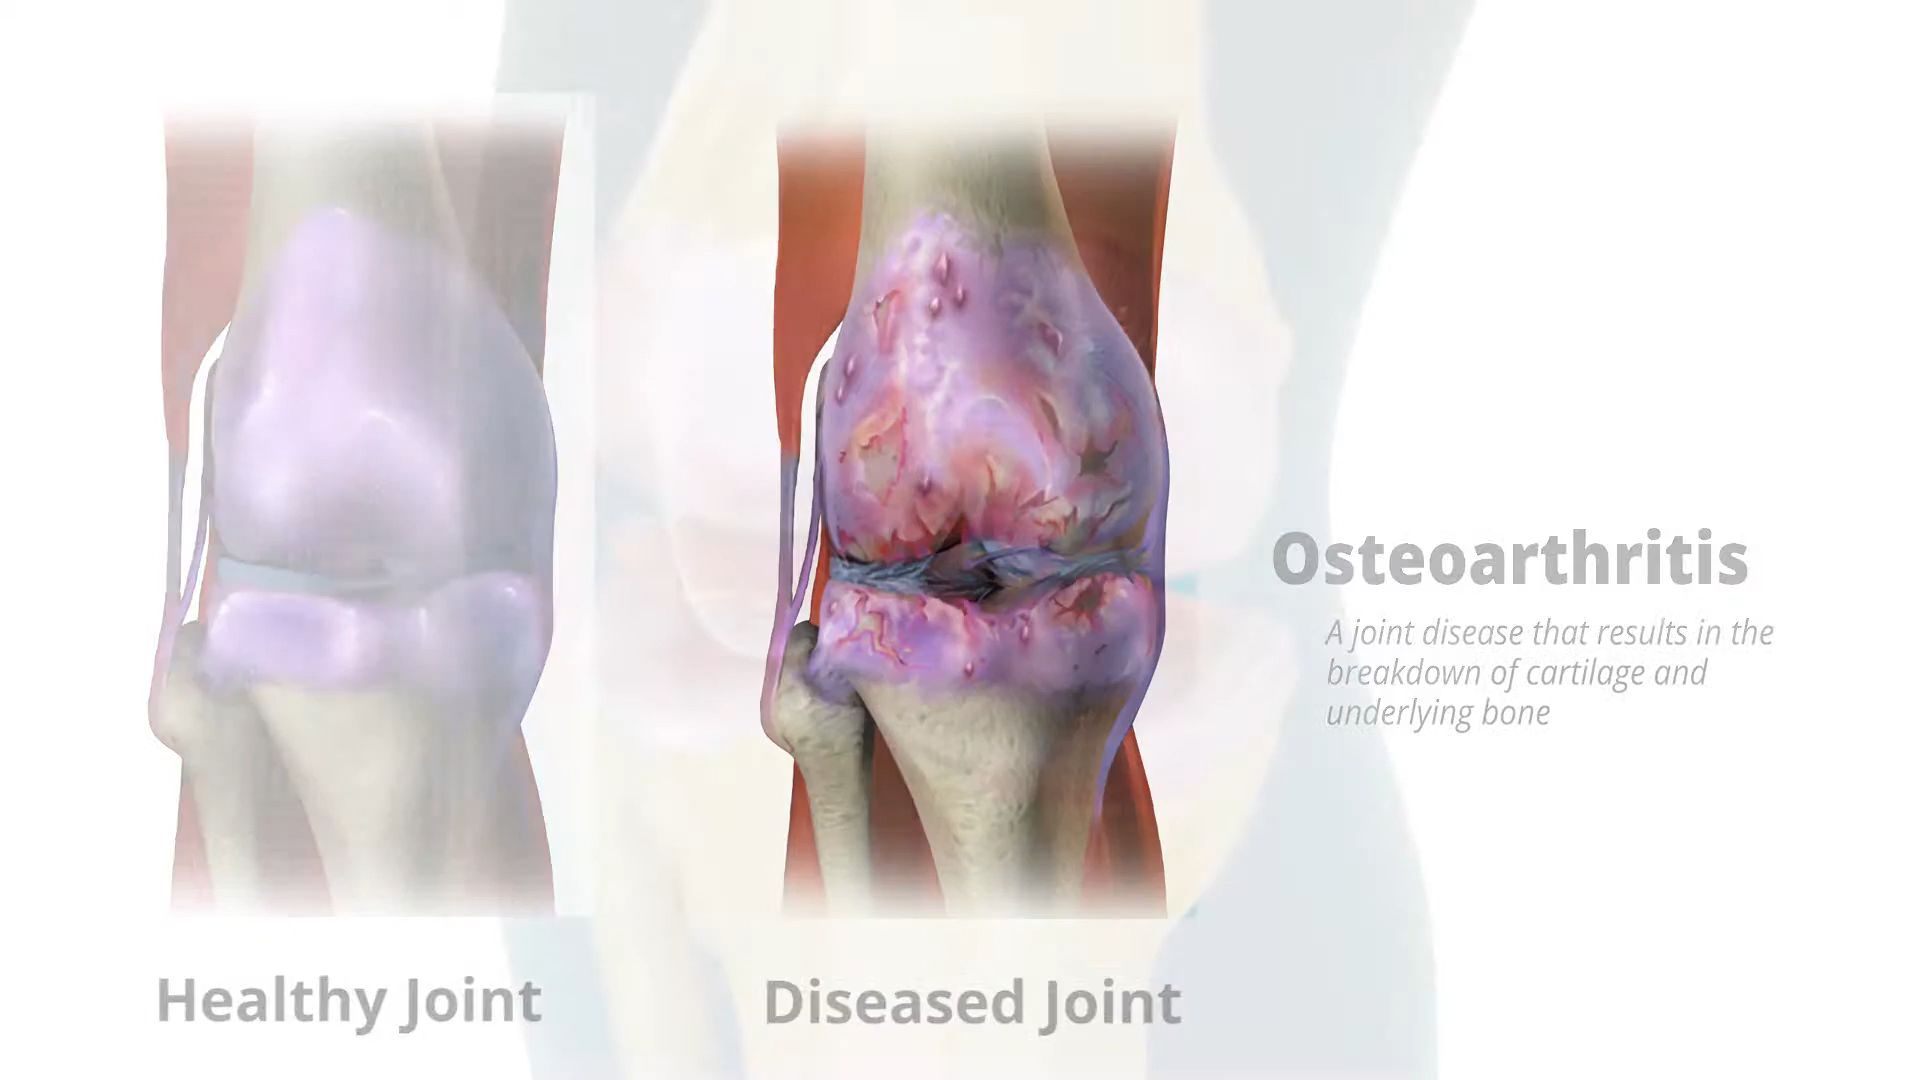 Osteoarthritis
A joint disease that results in the
breakdown of cartilage and
underlying bone
Healthy Joint
Diseased Joint